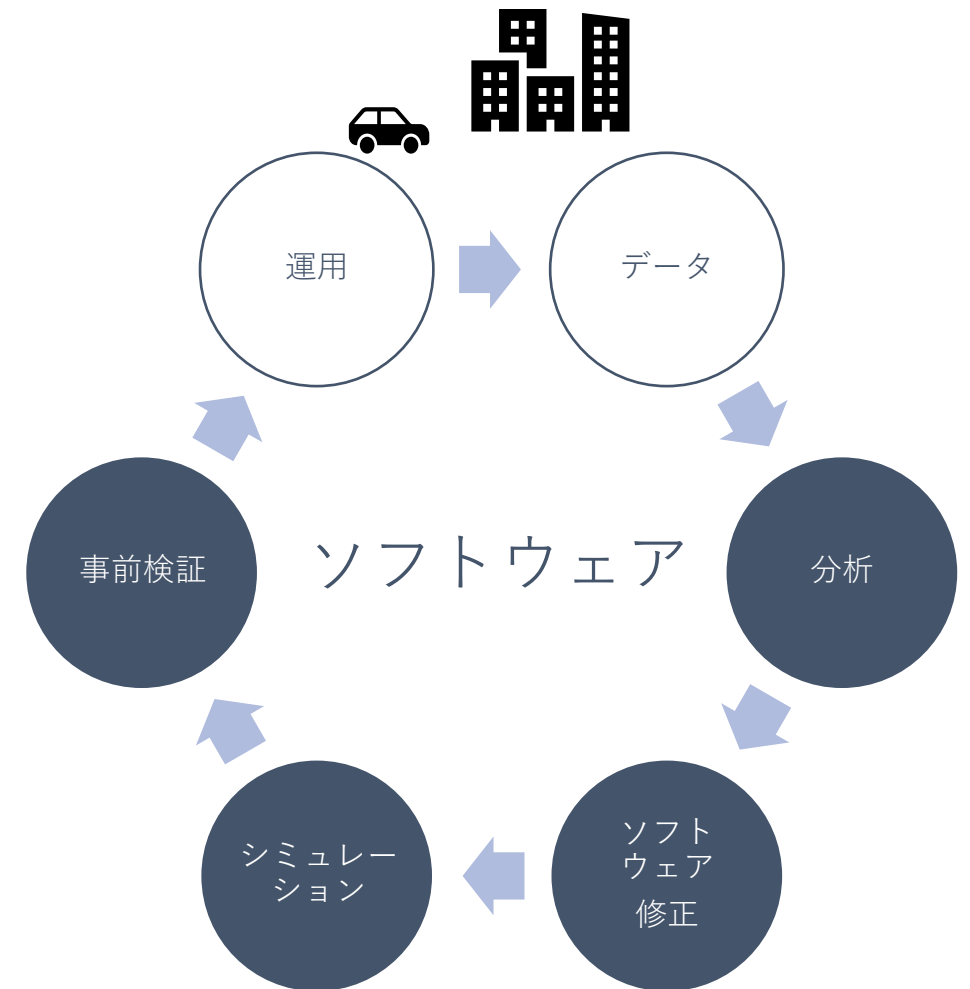 運用
データ
事前検証
ソフトウェア
分析
シミュレー
ション
ソフト
ウェア
修正